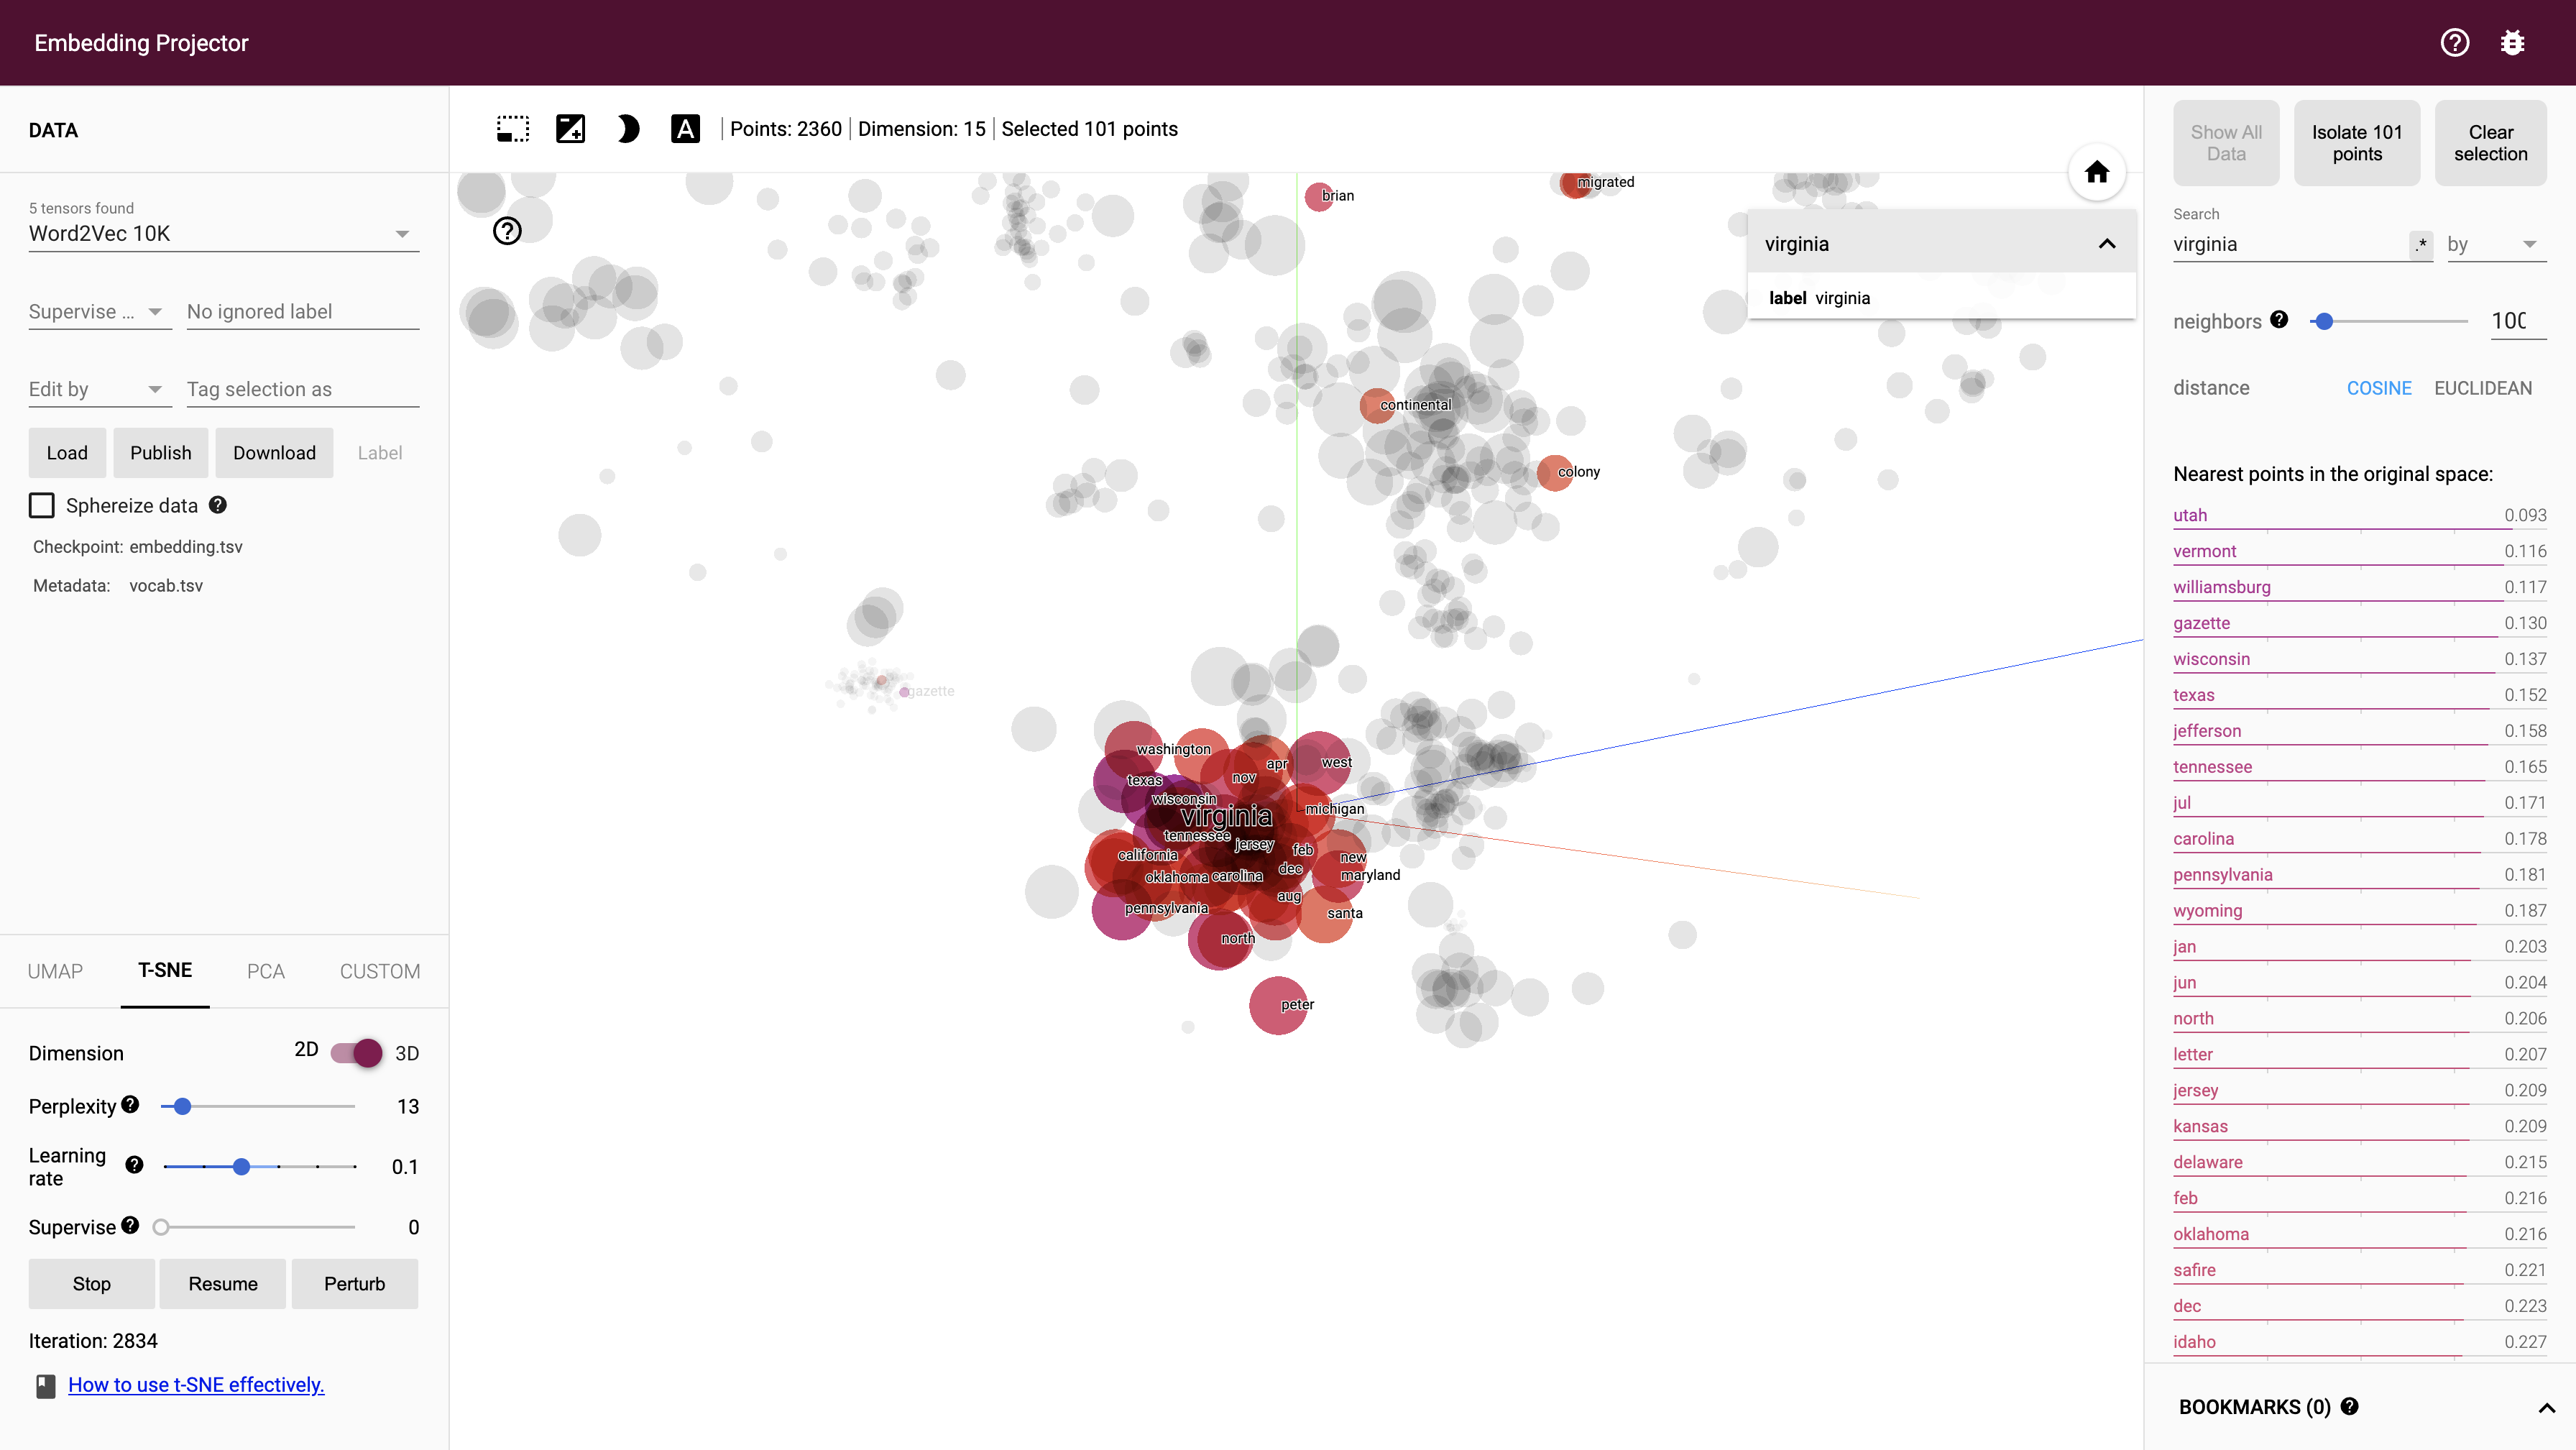 Embedding Projector
DATA
5 tensors found
Word2Vec 10K
Supervise ...
No ignored label
Edit by
Tag selection as
Load
Publish
Download
Label
Sphereize data
Checkpoint: embedding.tsv
Metadata: vocab.tsv
UMAP
T-SNE
PCA
CUSTOM
Dimension
2D
3D
Perplexity
13
Learning
rate
0.1
Supervise
0
Stop
Resume
Perturb
Iteration: 2834
How to use t-SNE effectively.
A
Points: 2360
Dimension: 15
Selected 101 points
brian
migrated
virginia
label virginia
continental
colony
gazette
washington
apr
west
nov
texas
wisconsin
virginia
michigan
tennessee
jersey
feb
california
new
dec
maryland
oklahoma
carolina
aug
pennsylvania
santa
north
peter
Show All
Data
Isolate 101
points
Clear
selection
Search
virginia
.*
by
neighbors
100
distance
COSINE
EUCLIDEAN
Nearest points in the original space:
utah 0.093
vermont 0.116
williamsburg 0.117
gazette 0.130
wisconsin 0.137
texas 0.152
jefferson 0.158
tennessee 0.165
jul 0.171
carolina 0.178
pennsylvania 0.181
wyoming 0.187
jan 0.203
jun 0.204
north 0.206
letter 0.207
jersey 0.209
kansas 0.209
delaware 0.215
feb 0.216
oklahoma 0.216
safire 0.221
dec 0.223
idaho 0.227
BOOKMARKS (0)